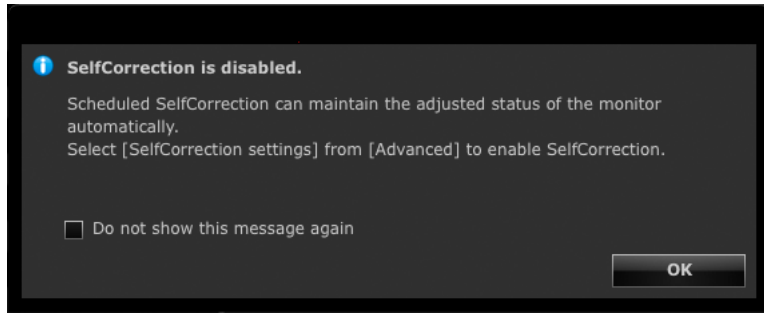 SelfCorrection is disabled.
Scheduled SelfCorrection can maintain the adjusted status of the monitor
automatically.
Select [SelfCorrection settings] from [Advanced] to enable SelfCorrection.
Do not show this message again
OK